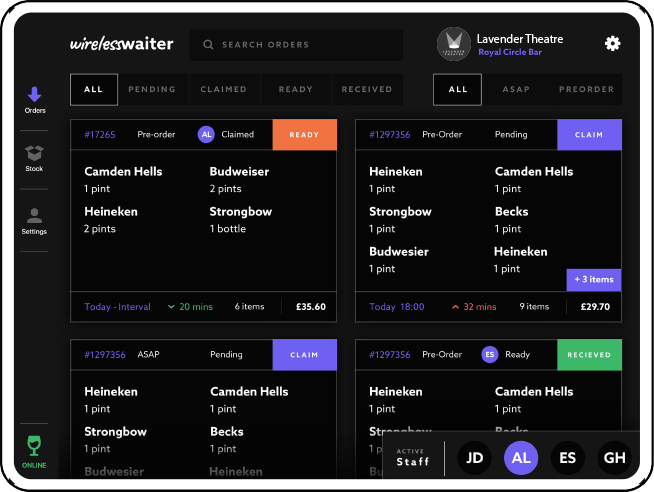 wirelesswaiter
SEARCH ORDERS
Lavender Theatre
Royal Circle Bar
ALL PENDING CLAIMED READY RECEIVED
ALL ASAP PREORDER
Orders
Stock
Settings
ONLINE
#17265 Pre-order AL Claimed READY
Camden Hells Budweiser
1 pint 2 pints
Heineken Strongbow
2 pints 1 bottle
Today - Interval 20 mins 6 items £35.60
#1297356 Pre-Order Pending CLAIM
Heineken Camden Hells
1 pint 1 pint
Strongbow Becks
1 pint 1 pint
Budwesier Heineken
1 pint 1 pint
+ 3 items
Today 18:00 32 mins 9 items £29.70
#1297356 ASAP Pending CLAIM
Heineken Camden Hells
1 pint 1 pint
Strongbow Becks
1 pint 1 pint
Budwesier Heineken
#1297356 Pre-Order ES Ready RECIEVED
Heineken Camden Hells
1 pint 1 pint
Strongbow Becks
1 pint
ACTIVE
Staff
JD AL ES GH